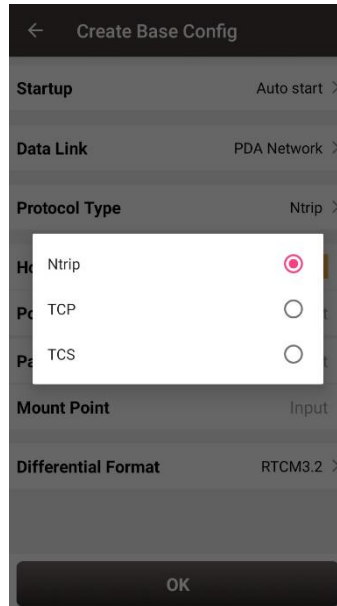 Create Base Config
Startup Auto start
Data Link PDA Network
Protocol Type Ntrip
Ntrip
TCP
TCS
Mount Point Input
Differential Format RTCM3.2
OK